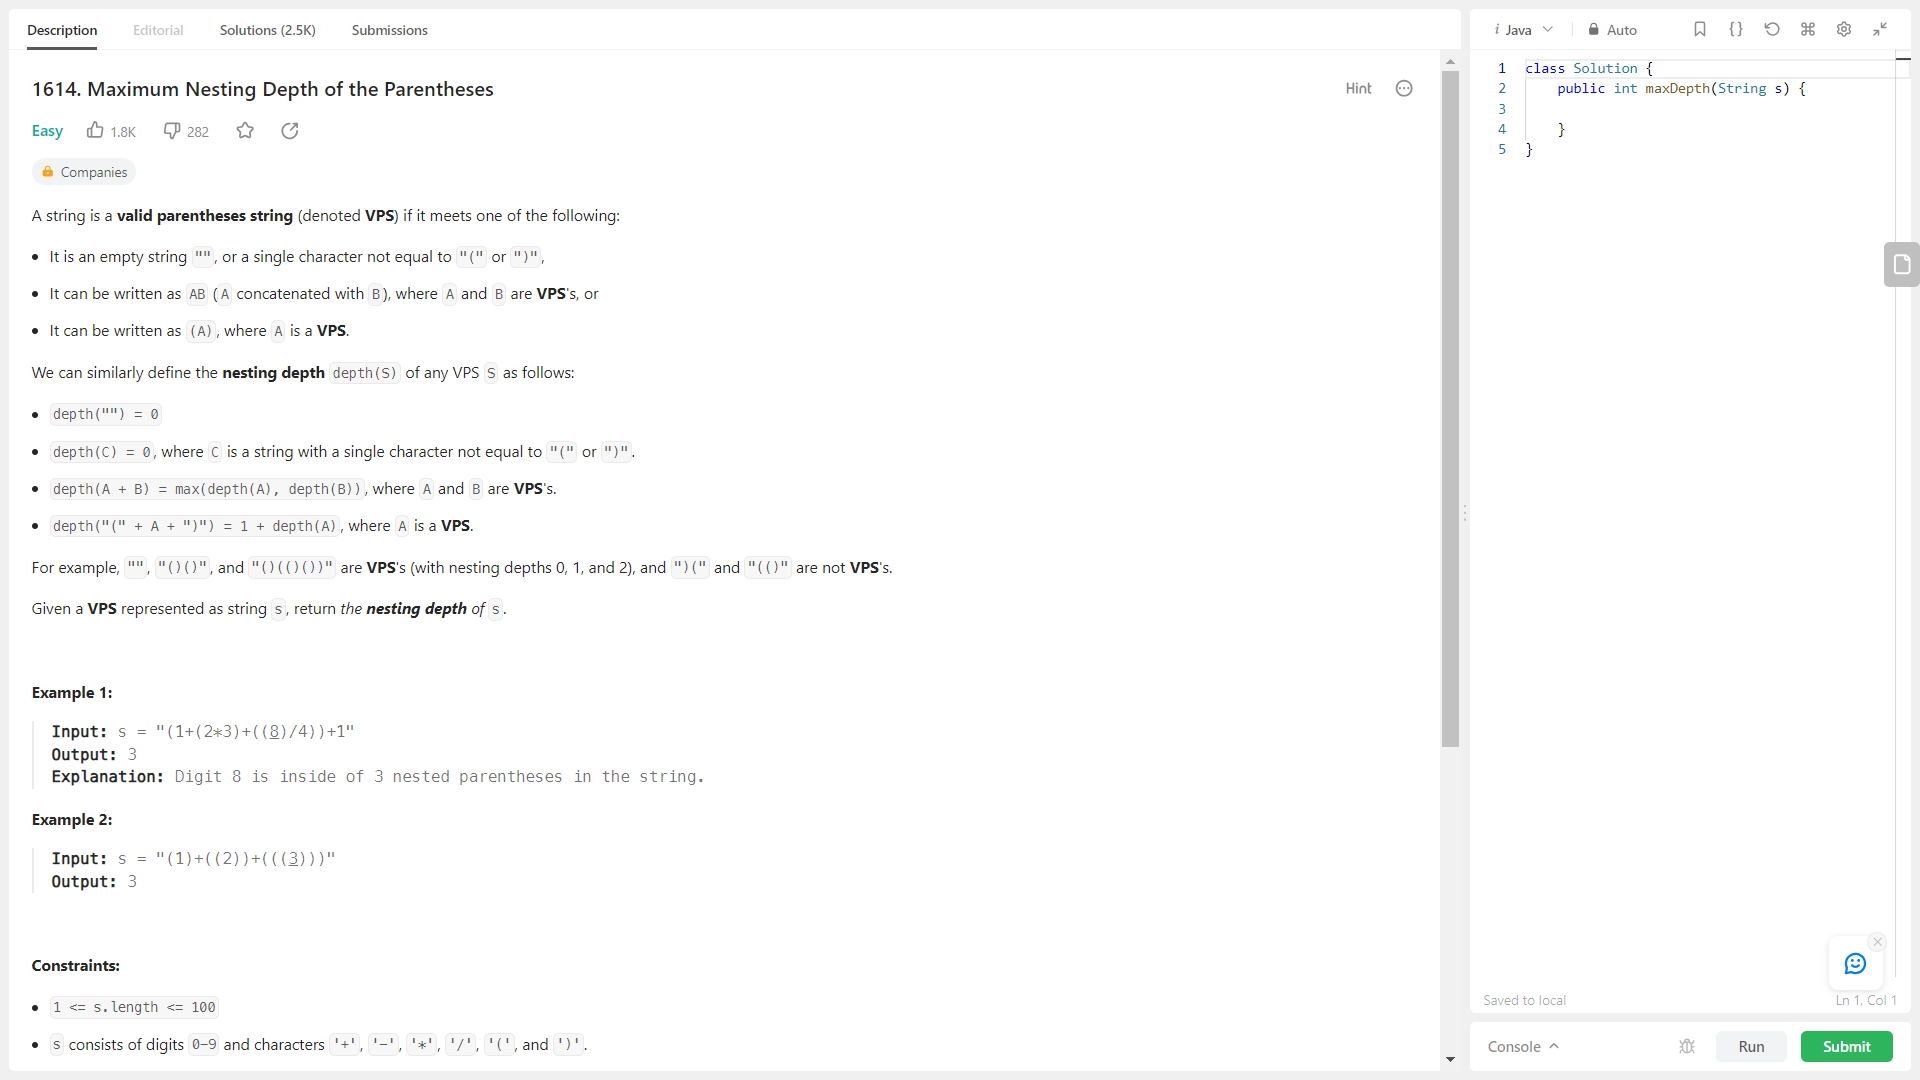 Description
Editorial
Solutions (2.5K)
Submissions
1614. Maximum Nesting Depth of the Parentheses
Hint
Easy
1.8K
282
Companies
A string is a valid parentheses string (denoted VPS) if it meets one of the following:
• It is an empty string "", or a single character not equal to "(" or ")",
• It can be written as AB (A concatenated with B), where A and B are VPS's, or
• It can be written as (A), where A is a VPS.
We can similarly define the nesting depth depth(S) of any VPS S as follows:
• depth("") = 0
• depth(C) = 0, where C is a string with a single character not equal to "(" or ")".
• depth(A + B) = max(depth(A), depth(B)), where A and B are VPS's.
• depth("(" + A + ")") = 1 + depth(A), where A is a VPS.
For example, "", "()()", and "()(()())" are VPS's (with nesting depths 0, 1, and 2), and ")(" and "(()" are not VPS's.
Given a VPS represented as string s, return the nesting depth of s.
Example 1:
Input: s = "(1+(2*3)+((8)/4))+1"
Output: 3
Explanation: Digit 8 is inside of 3 nested parentheses in the string.
Example 2:
Input: s = "(1)+((2))+(((3)))"
Output: 3
Constraints:
• 1 <= s.length <= 100
• s consists of digits 0-9 and characters '+', '-', '*', '/', '(', and ')'.
i Java
Auto
{}
1 class Solution {
2 public int maxDepth(String s) {
3
4 }
5 }
Saved to local
Ln 1, Col 1
Console
Run
Submit